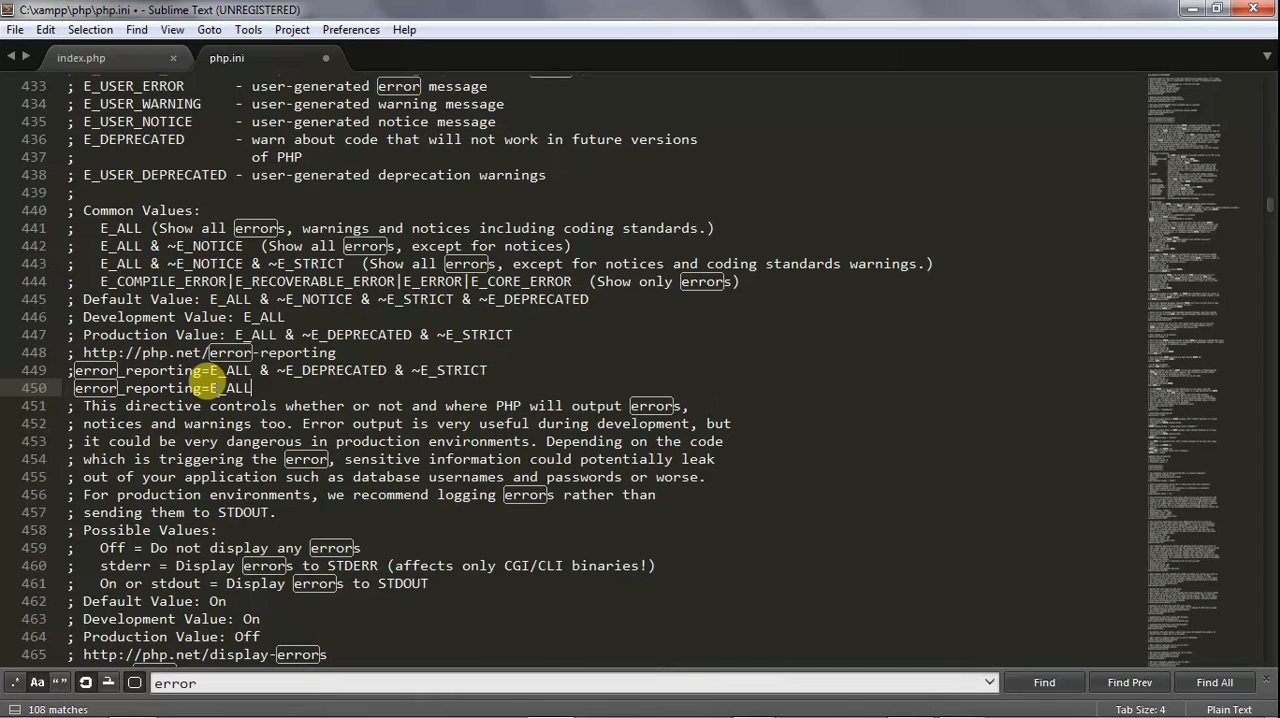 C:\xampp\php\php.ini • - Sublime Text (UNREGISTERED)
File Edit Selection Find View Goto Tools Project Preferences Help
index.php php.ini
433 ; E_USER_ERROR - user-generated error message
434 ; E_USER_WARNING - user-generated warning message
435 ; E_USER_NOTICE - user-generated notice message
436 ; E_DEPRECATED - warn about code that will not work in future versions
437 ; of PHP
438 ; E_USER_DEPRECATED - user-generated deprecation warnings
439 ;
440 ; Common Values:
441 ; E_ALL (Show all errors, warnings and notices including coding standards.)
442 ; E_ALL & ~E_NOTICE (Show all errors, except for notices)
443 ; E_ALL & ~E_NOTICE & ~E_STRICT (Show all errors, except for notices and coding standards warnings.)
444 ; E_COMPILE_ERROR|E_RECOVERABLE_ERROR|E_ERROR|E_CORE_ERROR (Show only errors)
445 ; Default Value: E_ALL & ~E_NOTICE & ~E_STRICT & ~E_DEPRECATED
446 ; Development Value: E_ALL
447 ; Production Value: E_ALL & ~E_DEPRECATED & ~E_STRICT
448 ; http://php.net/error-reporting
449 ;error_reporting=E_ALL & ~E_DEPRECATED & ~E_STRICT
450 error_reporting=E_ALL
451 ; This directive controls whether or not and where PHP will output errors,
452 ; notices and warnings too. Error output is very useful during development, but
453 ; it could be very dangerous in production environments. Depending on the code
454 ; which is triggering the error, sensitive information could potentially leak
455 ; out of your application such as database usernames and passwords or worse.
456 ; For production environments, we recommend logging errors rather than
457 ; sending them to STDOUT.
458 ; Possible Values:
459 ; Off = Do not display any errors
460 ; stderr = Display errors to STDERR (affects only CGI/CLI binaries!)
461 ; On or stdout = Display errors to STDOUT
462 ; Default Value: On
463 ; Development Value: On
464 ; Production Value: Off
465 ; http://php.net/display-errors
.* Aa “” error Find Find Prev Find All
108 matches Tab Size: 4 Plain Text